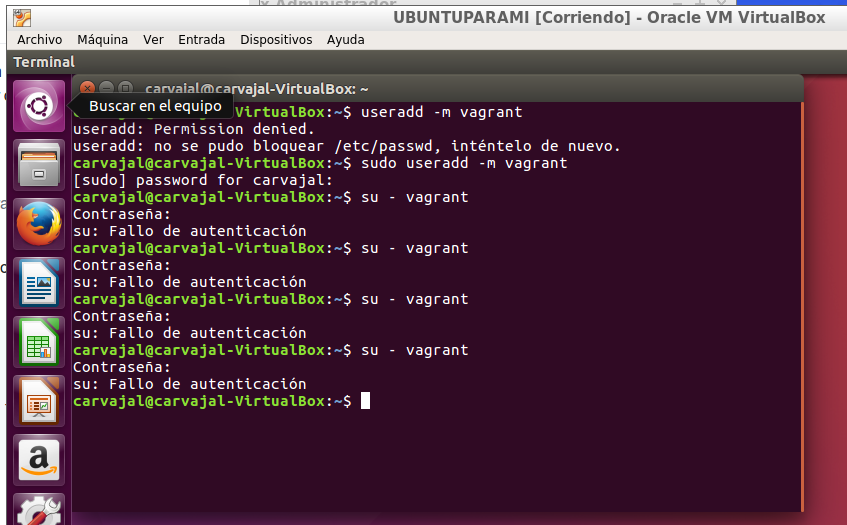 Administrador
UBUNTUPARAMI [Corriendo] - Oracle VM VirtualBox
Archivo Máquina Ver Entrada Dispositivos Ayuda
Terminal
carvajal@carvajal-VirtualBox: ~
Buscar en el equipo
carvajal@carvajal-VirtualBox:~$ useradd -m vagrant
useradd: Permission denied.
useradd: no se pudo bloquear /etc/passwd, inténtelo de nuevo.
carvajal@carvajal-VirtualBox:~$ sudo useradd -m vagrant
[sudo] password for carvajal:
carvajal@carvajal-VirtualBox:~$ su - vagrant
Contraseña:
su: Fallo de autenticación
carvajal@carvajal-VirtualBox:~$ su - vagrant
Contraseña:
su: Fallo de autenticación
carvajal@carvajal-VirtualBox:~$ su - vagrant
Contraseña:
su: Fallo de autenticación
carvajal@carvajal-VirtualBox:~$ su - vagrant
Contraseña:
su: Fallo de autenticación
carvajal@carvajal-VirtualBox:~$